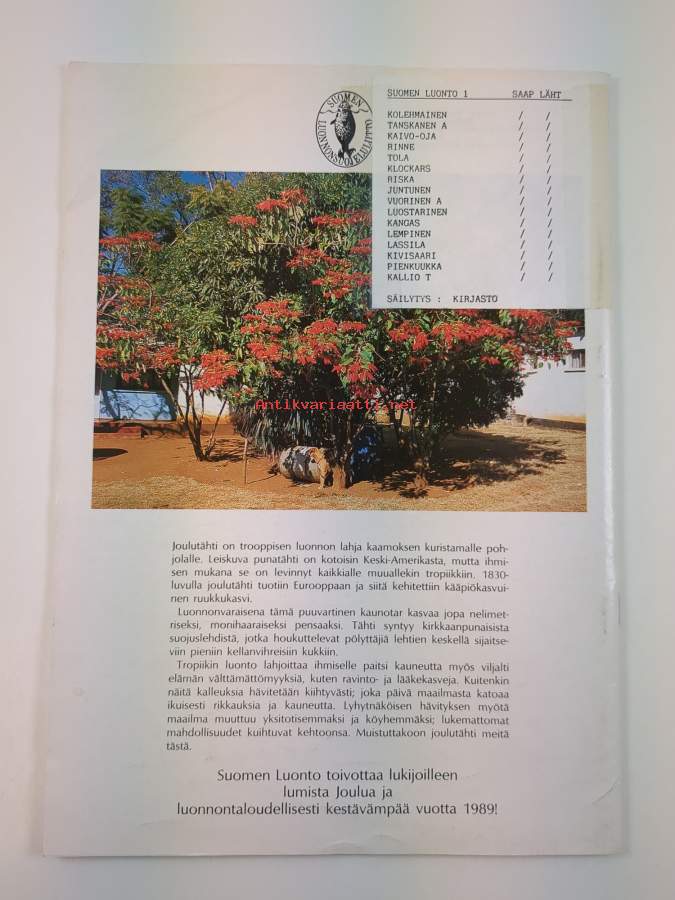 SUOMEN
LUONNONSUOJELULIITTO
SUOMEN LUONTO 1 SAAP LÄHT
KOLEHMAINEN / /
TANSKANEN A / /
KAIVO-OJA / /
RINNE / /
TOLA / /
KLOCKARS / /
RISKA / /
JUNTUNEN / /
VUORINEN A / /
LUOSTARINEN / /
KANGAS / /
LEMPINEN / /
LASSILA / /
KIVISAARI / /
PIENKUUKKA / /
KALLIO T / /
SÄILYTYS : KIRJASTO
Antikvariaatti.net
Joulutähti on trooppisen luonnon lahja kaamoksen kuristamalle poh-
jolalle. Leiskuva punatähti on kotoisin Keski-Amerikasta, mutta ihmi-
sen mukana se on levinnyt kaikkialle muuallekin tropiikkiin. 1830-
luvulla joulutähti tuotiin Eurooppaan ja siitä kehitettiin kääpiökasvui-
nen ruukkukasvi.
Luonnonvaraisena tämä puuvartinen kaunotar kasvaa jopa nelimet-
riseksi, monihaaraiseksi pensaaksi. Tähti syntyy kirkkaanpunaisista
suojuslehdistä, jotka houkuttelevat pölyttäjiä lehtien keskellä sijaitse-
viin pieniin kellanvihreisiin kukkiin.
Tropiikin luonto lahjoittaa ihmiselle paitsi kauneutta myös viljalti
elämän välttämättömyyksiä, kuten ravinto- ja lääkekasveja. Kuitenkin
näitä kalleuksia hävitetään kiihtyvästi; joka päivä maailmasta katoaa
ikuisesti rikkauksia ja kauneutta. Lyhytnäköisen hävityksen myötä
maailma muuttuu yksitotisemmaksi ja köyhemmäksi; lukemattomat
mahdollisuudet kuihtuvat kehtoonsa. Muistuttakoon joulutähti meitä
tästä.
Suomen Luonto toivottaa lukijoilleen
lumista Joulua ja
luonnontaloudellisesti kestävämpää vuotta 1989!